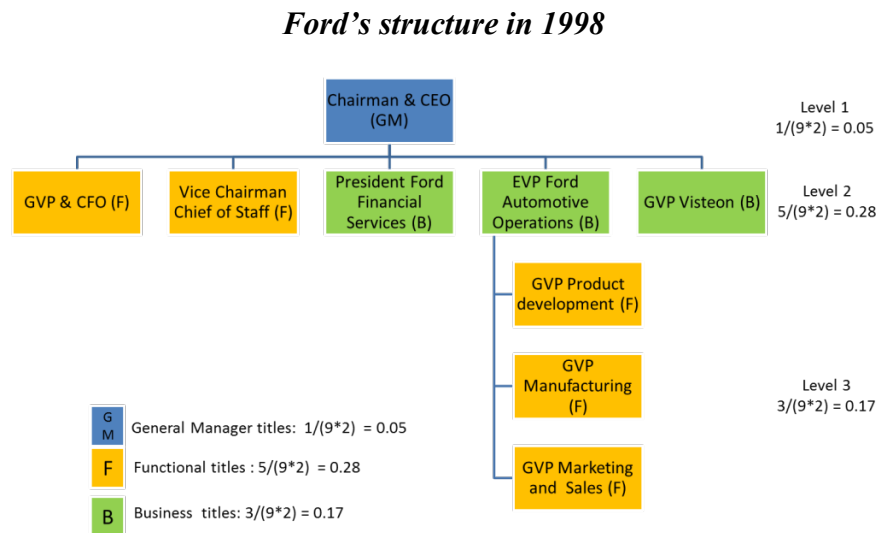 Ford's structure in 1998
Chairman & CEO
(GM)
Level 1
1/(9*2) = 0.05
GVP & CFO (F)
Vice Chairman
Chief of Staff (F)
President Ford
Financial
Services (B)
EVP Ford
Automotive
Operations (B)
GVP Visteon (B)
Level 2
5/(9*2) = 0.28
GVP Product
development (F)
GVP
Manufacturing
(F)
Level 3
3/(9*2) = 0.17
GVP Marketing
and Sales (F)
G
M
General Manager titles: 1/(9*2) = 0.05
F
Functional titles : 5/(9*2) = 0.28
B
Business titles: 3/(9*2) = 0.17